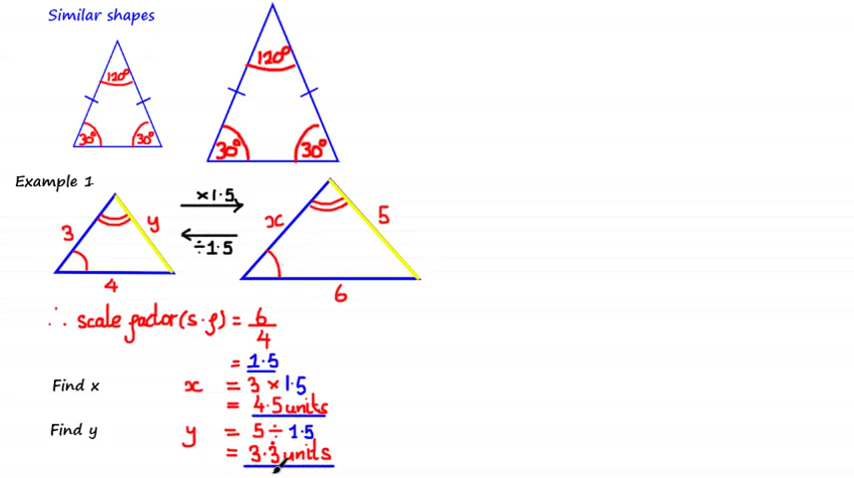 Similar shapes
120°
120°
30° 30°
30° 30°
Example 1
×1.5
÷1.5
3
y
x
5
4
6
∴ scale factor (s.f) = 6/4
= 1.5
Find x x = 3 × 1.5
= 4.5 units
Find y y = 5 ÷ 1.5
= 3.3̇ units